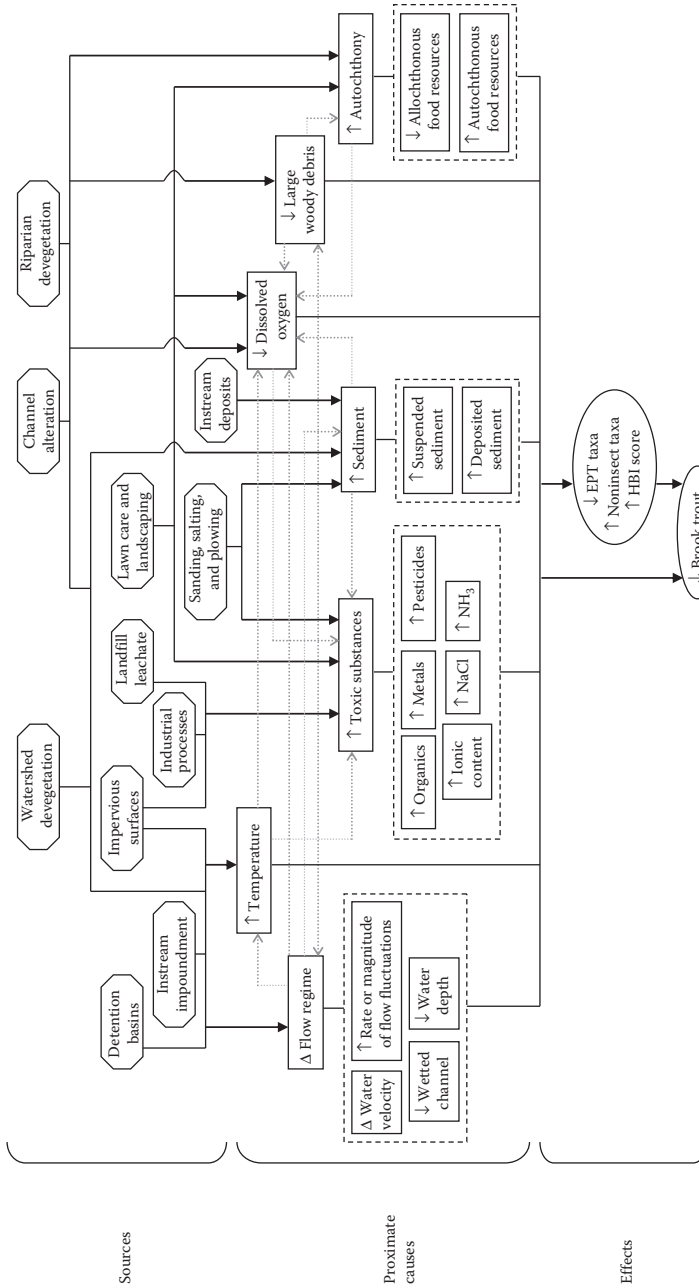 Sources
Watershed
devegetation
Channel
alteration
Riparian
devegetation
Detention
basins
Instream
impoundment
Impervious
surfaces
Industrial
processes
Landfill
leachate
Lawn care and
landscaping
Sanding, salting,
and plowing
Instream
deposits
Proximate
causes
Δ Flow regime
↑ Temperature
↑ Toxic substances
↑ Sediment
↓ Dissolved
oxygen
↓ Large
woody debris
↑ Autochthony
Δ Water
velocity
↑ Rate or magnitude
of flow fluctuations
↓ Wetted
channel
↓ Water
depth
↑ Organics
↑ Metals
↑ Pesticides
↑ Ionic
content
↑ NaCl
↑ NH₃
↑ Suspended
sediment
↑ Deposited
sediment
↓ Allochthonous
food resources
↑ Autochthonous
food resources
Effects
↓ EPT taxa
↑ Noninsect taxa
↑ HBI score
↓ Brook trout